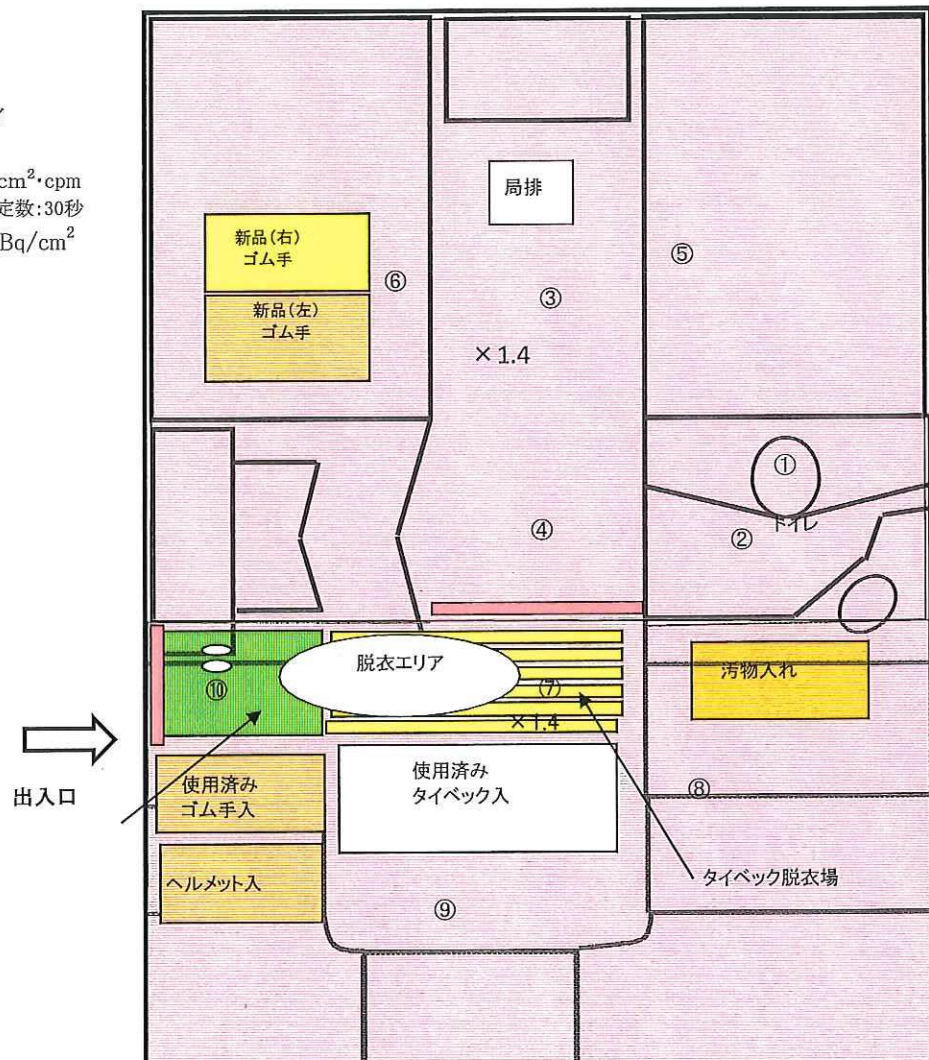 cm²・cpm
定数:30秒
Bq/cm²
局排
新品(右)
ゴム手
新品(左)
ゴム手
⑥
③
⑤
×1.4
①
トイレ
④
②
脱衣エリア
⑦
×1.4
⑩
汚物入れ
出入口
使用済み
ゴム手入
使用済み
タイベック入
⑧
ヘルメット入
タイベック脱衣場
⑨